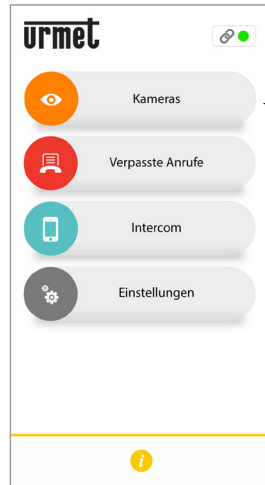 urmet
Kameras
Verpasste Anrufe
Intercom
Einstellungen
i